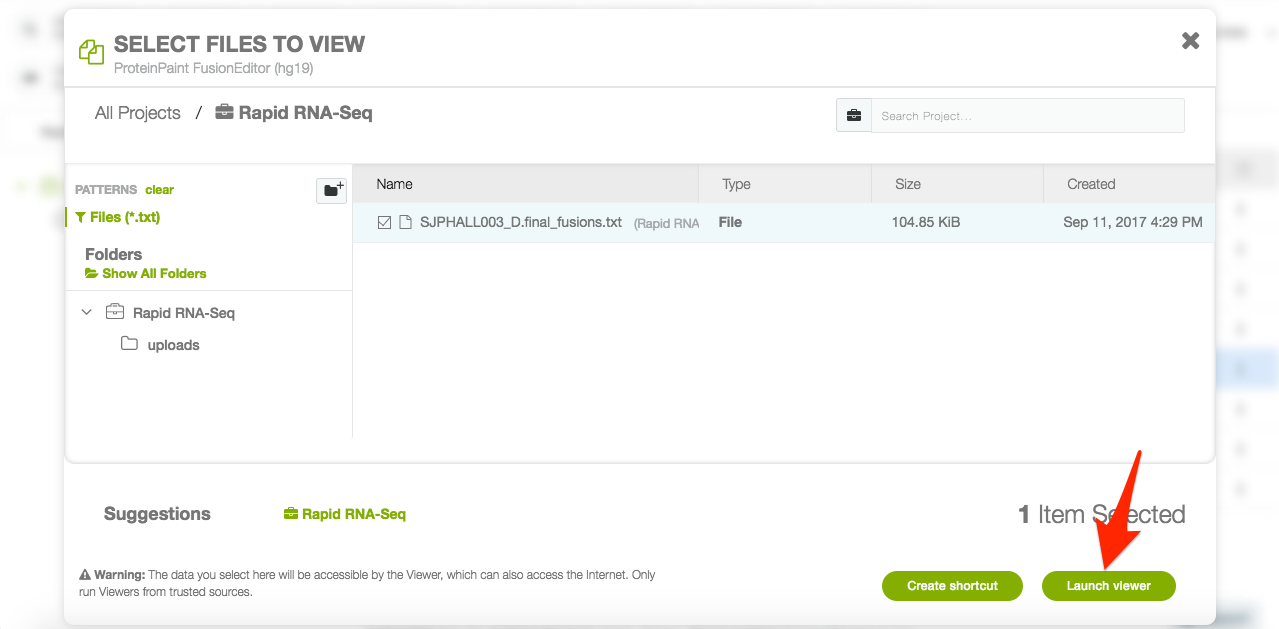 SELECT FILES TO VIEW
ProteinPaint FusionEditor (hg19)
All Projects / Rapid RNA-Seq
Search Project...
PATTERNS clear
Files (*.txt)
Folders
Show All Folders
Rapid RNA-Seq
uploads
Name Type Size Created
SJPHALL003_D.final_fusions.txt (Rapid RNA File 104.85 KiB Sep 11, 2017 4:29 PM
Suggestions Rapid RNA-Seq 1 Item Selected
Warning: The data you select here will be accessible by the Viewer, which can also access the Internet. Only
run Viewers from trusted sources.
Create shortcut Launch viewer